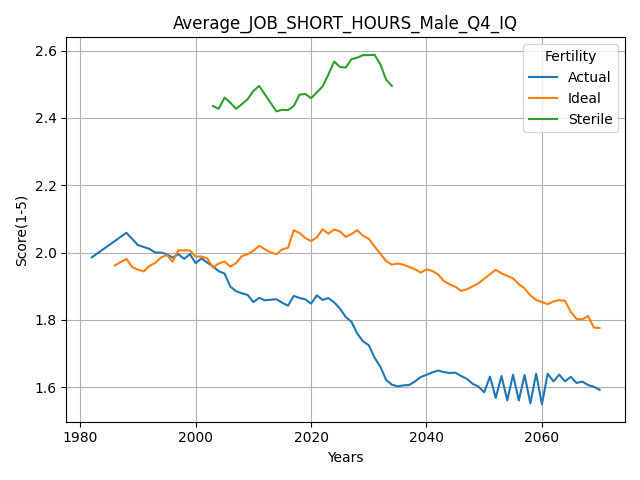 Average_JOB_SHORT_HOURS_Male_Q4_IQ
Score(1-5)
2.6
2.4
2.2
2.0
1.8
1.6
Fertility
Actual
Ideal
Sterile
1980
2000
2020
2040
2060
Years